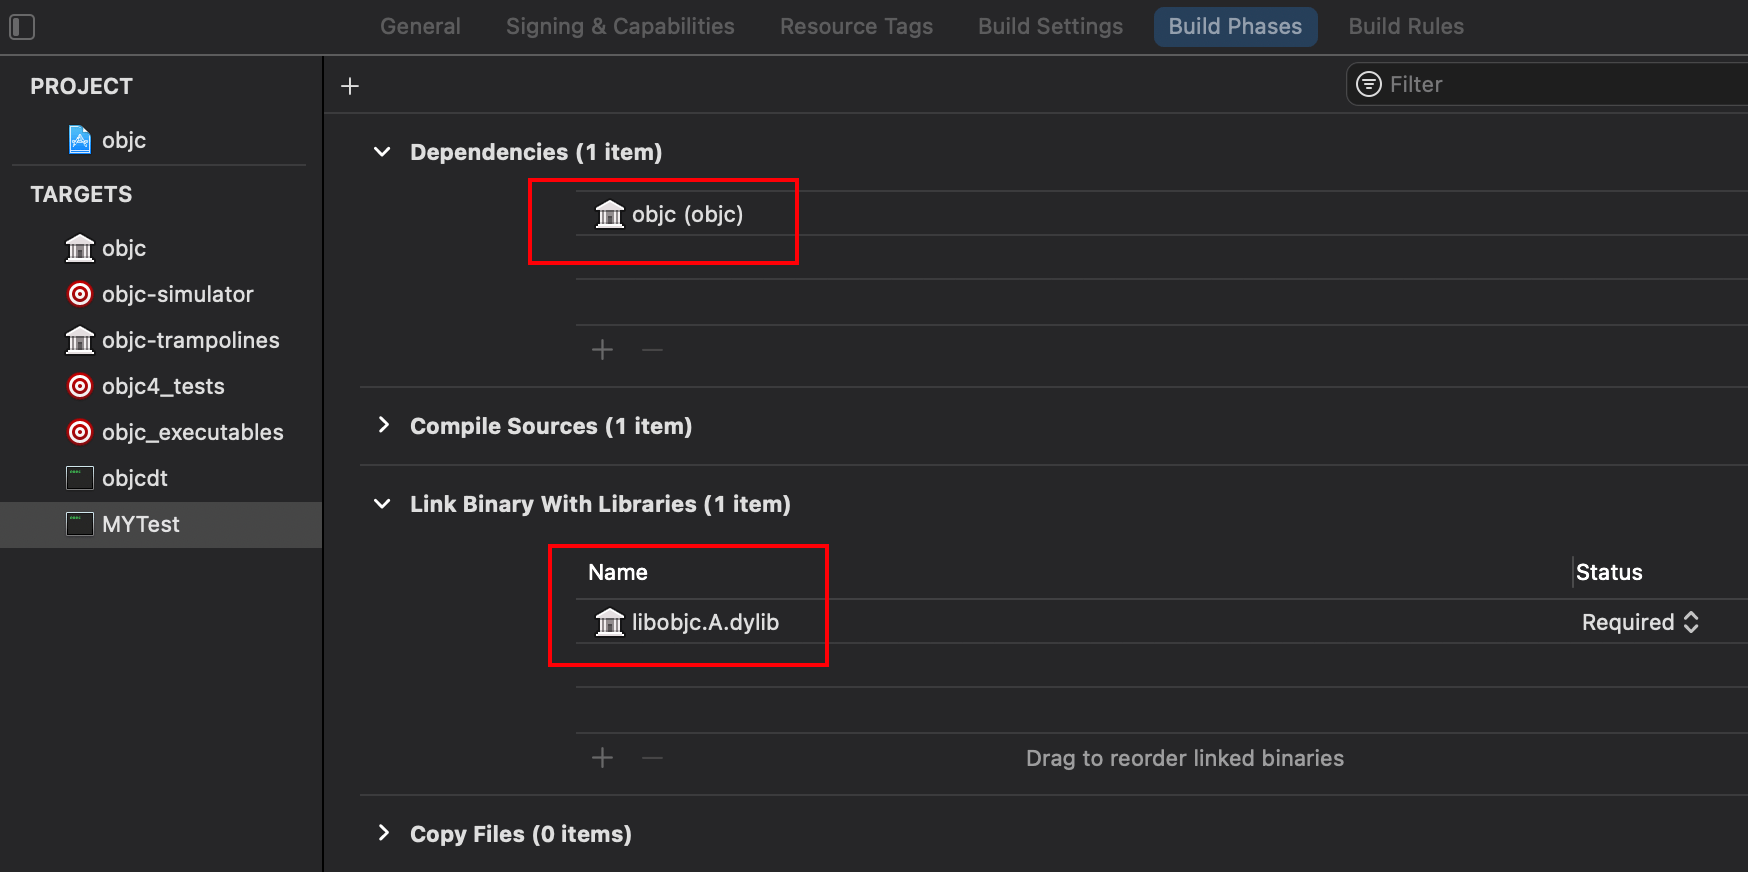 General Signing & Capabilities Resource Tags Build Settings Build Phases Build Rules
PROJECT
objc
TARGETS
objc
objc-simulator
objc-trampolines
objc4_tests
objc_executables
objcdt
MYTest
Filter
Dependencies (1 item)
objc (objc)
Compile Sources (1 item)
Link Binary With Libraries (1 item)
Name Status
libobjc.A.dylib Required
Drag to reorder linked binaries
Copy Files (0 items)